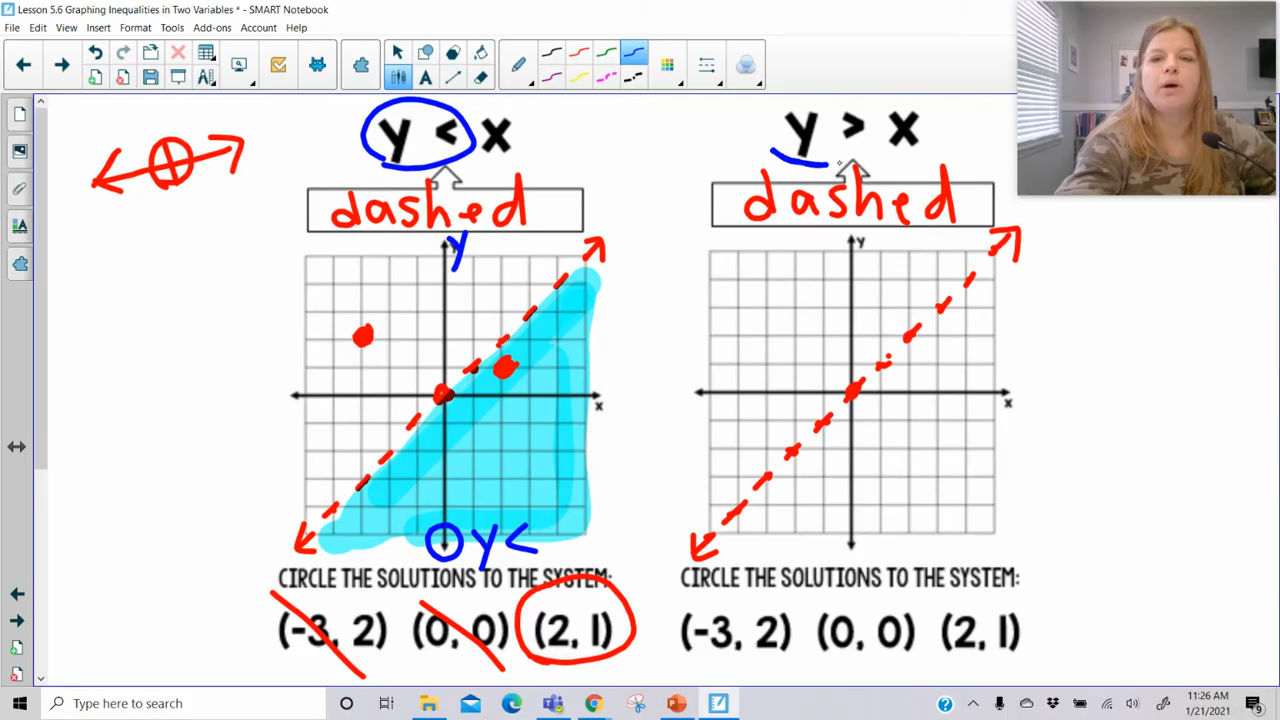 Lesson 5.6 Graphing Inequalities in Two Variables * - SMART Notebook
File Edit View Insert Format Tools Add-ons Account Help
y < x
y > x
dashed
dashed
y
y
y
x
x
y <
CIRCLE THE SOLUTIONS TO THE SYSTEM:
(-3, 2) (0, 0) (2, 1)
CIRCLE THE SOLUTIONS TO THE SYSTEM:
(-3, 2) (0, 0) (2, 1)
Type here to search
11:26 AM
1/21/2021
9